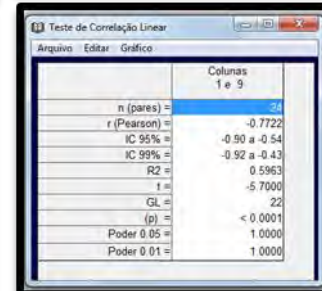 Teste de Correlação Linear
Arquivo Editar Gráfico
Colunas
1 e 9
n (pares) = 24
r (Pearson) = -0.7722
IC 95% = -0.90 a -0.54
IC 99% = -0.92 a -0.43
R2 = 0.5963
t = -5.7000
GL = 22
(p) = < 0.0001
Poder 0.05 = 1.0000
Poder 0.01 = 1.0000